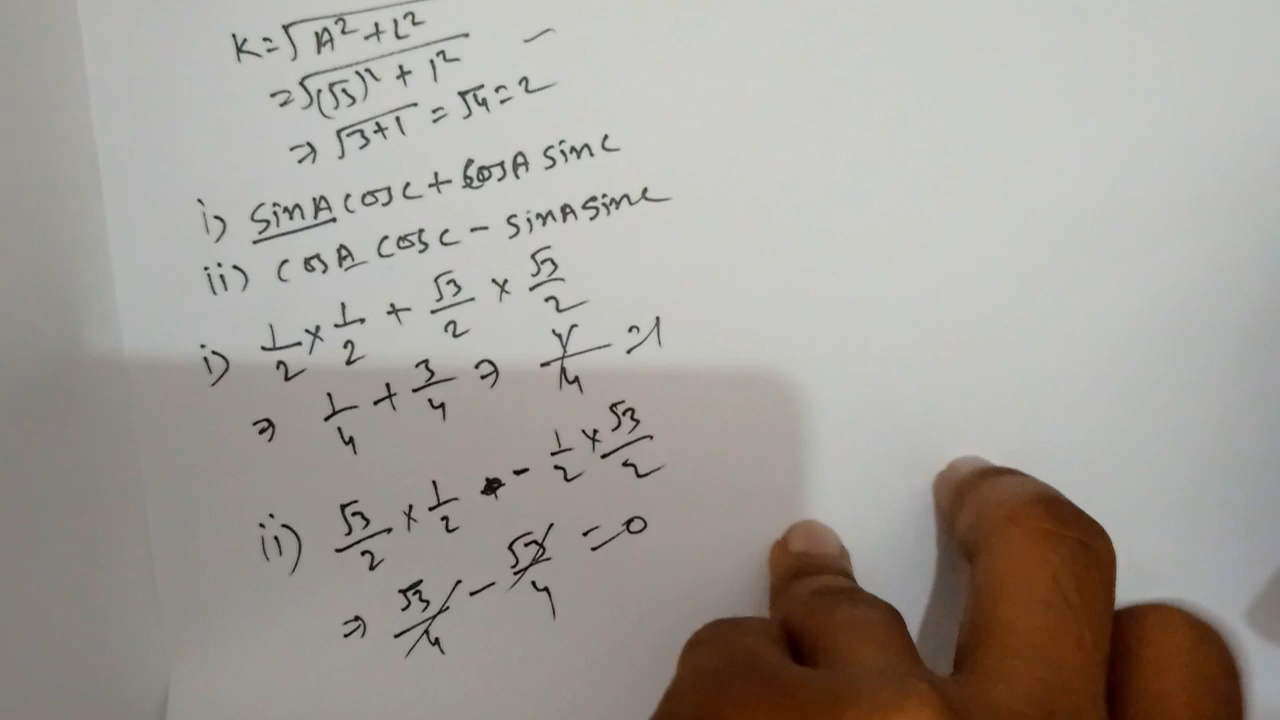 K=√A²+L²
=√(√3)²+1²
⇒ √3+1 = √4=2
i) sinA cosc + cosA sinc
ii) cosA cosc - sinA sinc
i) 1/2 × 1/2 + √3/2 × √3/2
⇒ 1/4 + 3/4 ⇒ 4/4 =1
ii) √3/2 × 1/2 - 1/2 × √3/2
⇒ √3/4 - √3/4 =0